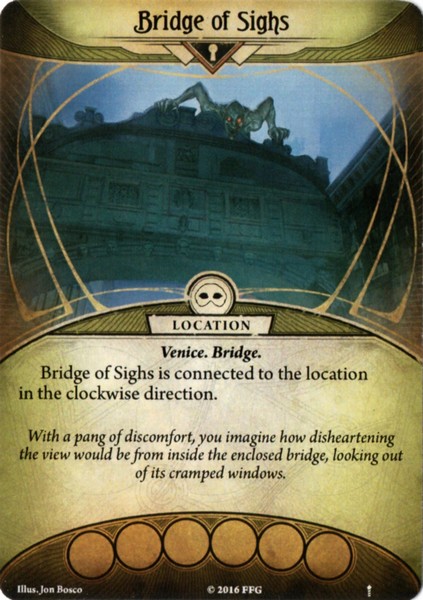 Bridge of Sighs
LOCATION
Venice. Bridge.
Bridge of Sighs is connected to the location
in the clockwise direction.
With a pang of discomfort, you imagine how disheartening
the view would be from inside the enclosed bridge, looking out
of its cramped windows.
Illus. Jon Bosco
© 2016 FFG